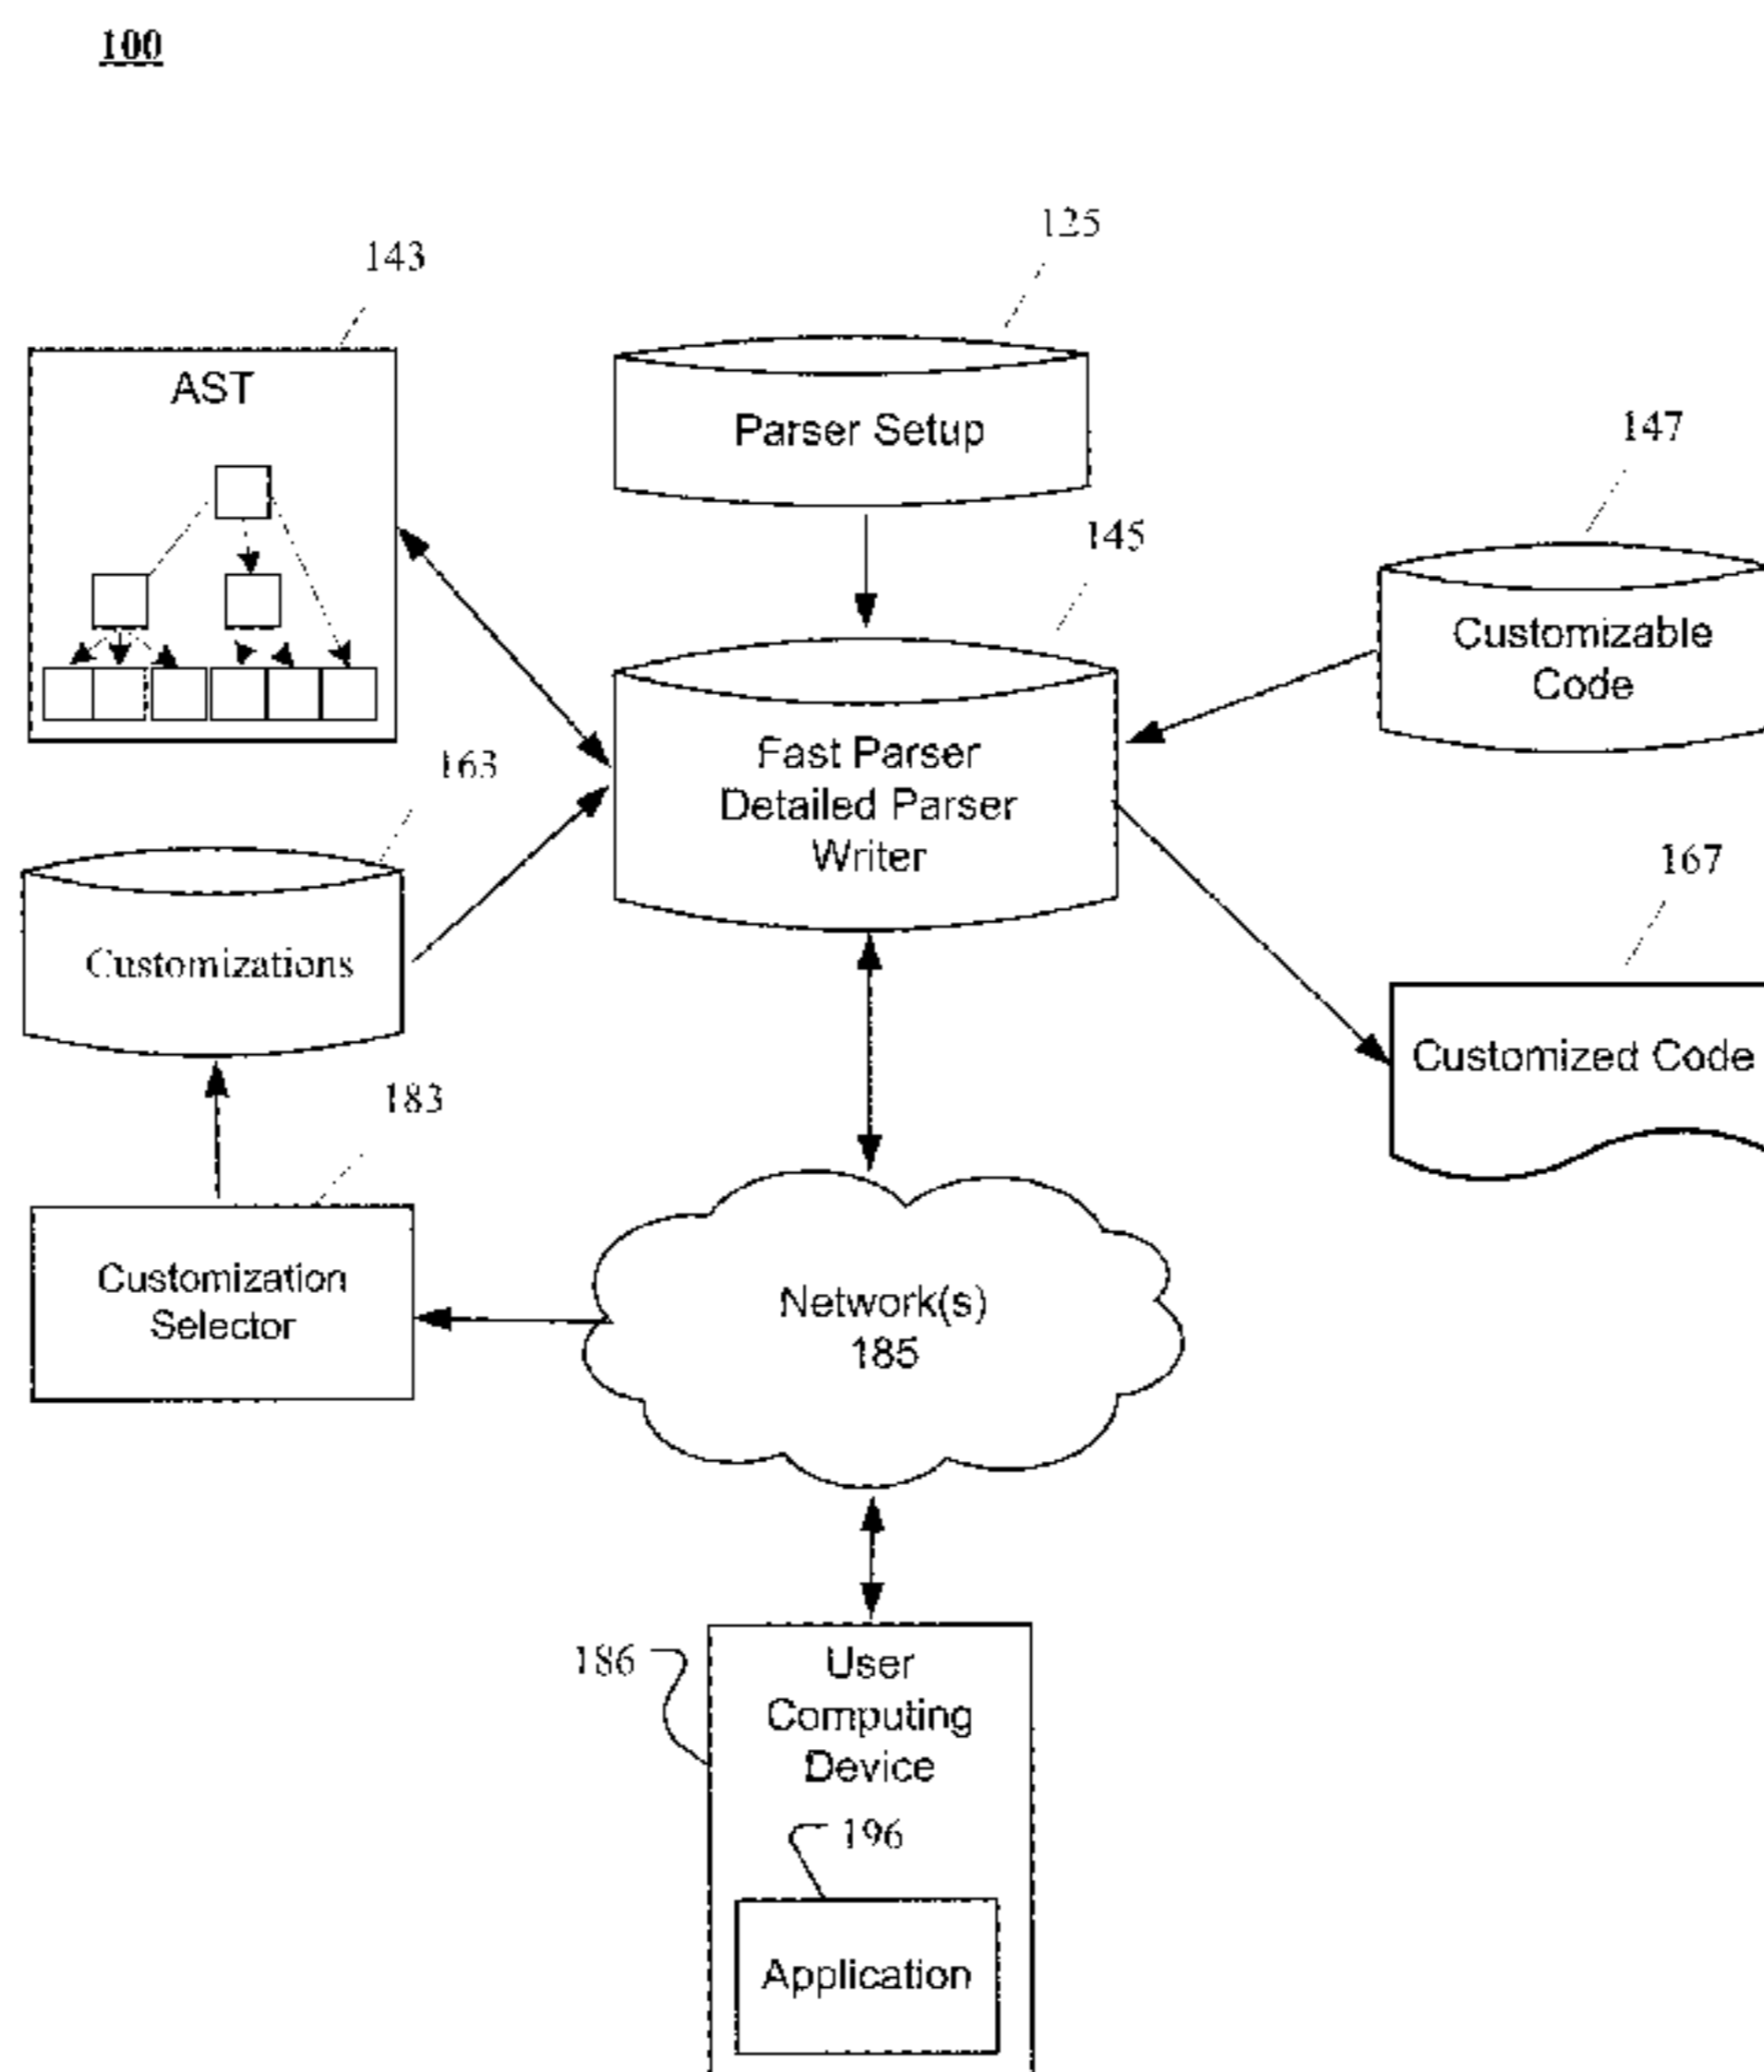 100
125
143
AST
Parser Setup
147
145
Customizable
Code
Fast Parser
Detailed Parser
Writer
163
167
Customizations
Customized Code
183
Customization
Selector
Network(s)
185
186
User
Computing
Device
196
Application